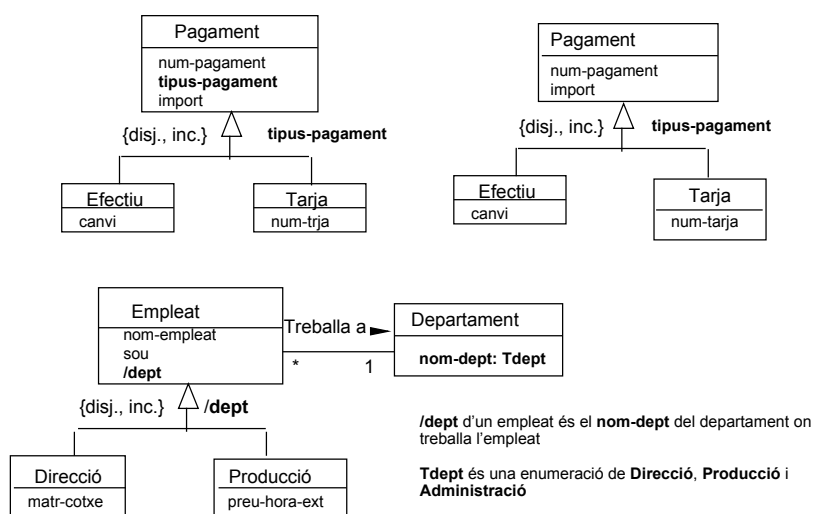 Pagament
num-pagament
tipus-pagament
import
{disj., inc.} tipus-pagament
Efectiu
canvi
Tarja
num-trja
Pagament
num-pagament
import
{disj., inc.} tipus-pagament
Efectiu
canvi
Tarja
num-tarja
Empleat
nom-empleat
sou
/dept
Treballa a
* 1
Departament
nom-dept: Tdept
{disj., inc.} /dept
Direcció
matr-cotxe
Producció
preu-hora-ext
/dept d'un empleat és el nom-dept del departament on
treballa l'empleat
Tdept és una enumeració de Direcció, Producció i
Administració